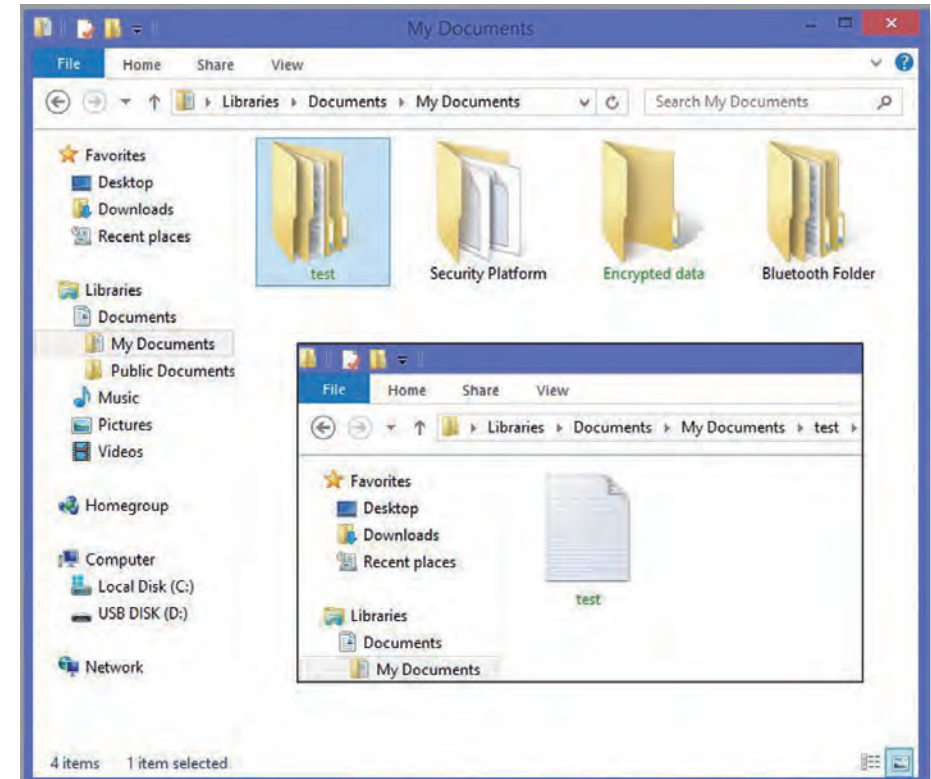 My Documents
File Home Share View
Libraries Documents My Documents Search My Documents
Favorites
Desktop
Downloads
Recent places
Libraries
Documents
My Documents
Public Documents
Music
Pictures
Videos
Homegroup
Computer
Local Disk (C:)
USB DISK (D:)
Network
test Security Platform Encrypted data Bluetooth Folder
File Home Share View
Libraries Documents My Documents test
Favorites
Desktop
Downloads
Recent places
Libraries
Documents
My Documents
test
4 items 1 item selected